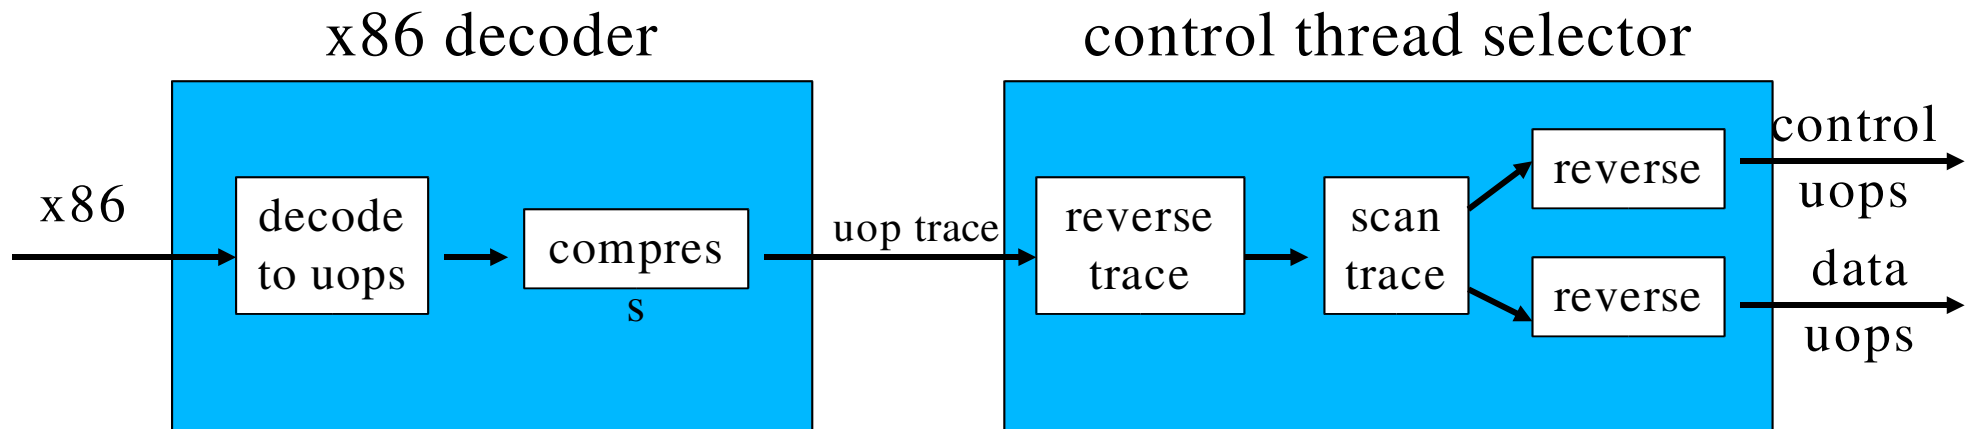 x86 decoder
control thread selector
x86
decode
to uops
compres
s
uop trace
reverse
trace
scan
trace
reverse
reverse
control
uops
data
uops